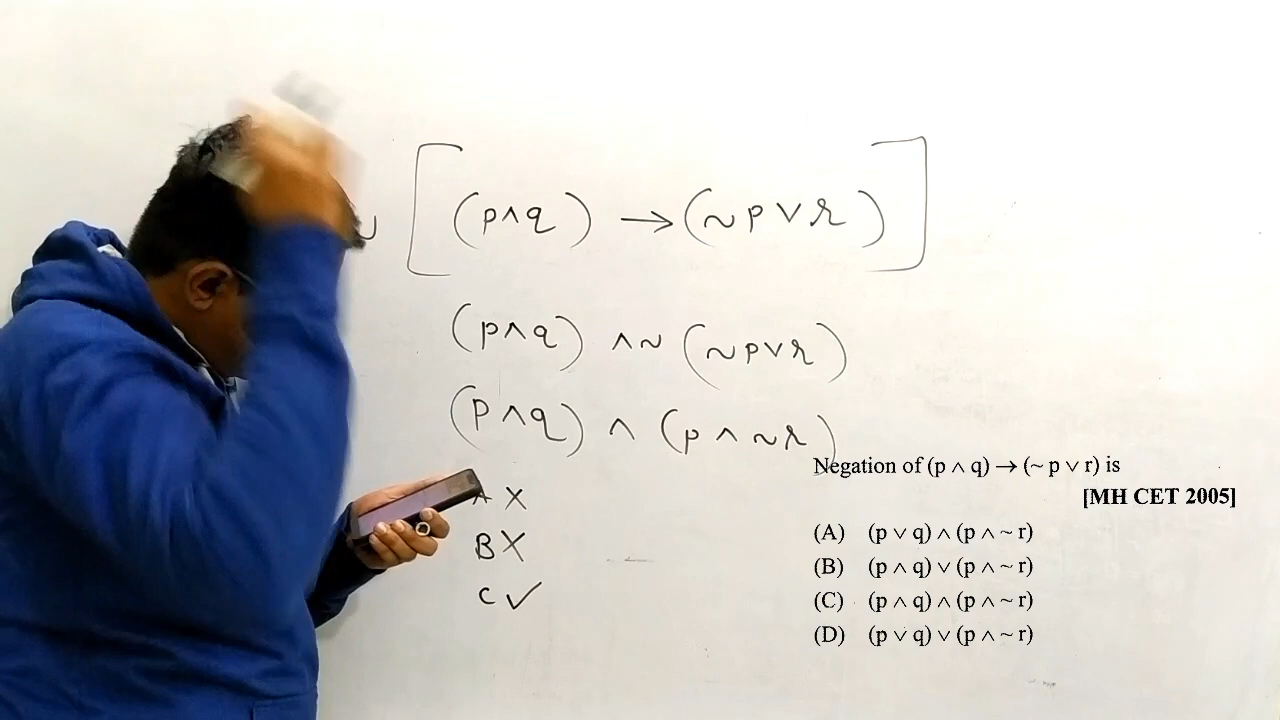 ~ [(p∧q) → (~p∨r)]
(p∧q) ∧~ (~p∨r)
(p∧q) ∧ (p∧~r)
A ×
B ×
C ✓
Negation of (p ∧ q) → (~ p ∨ r) is
[MH CET 2005]
(A) (p ∨ q) ∧ (p ∧ ~ r)
(B) (p ∧ q) ∨ (p ∧ ~ r)
(C) (p ∧ q) ∧ (p ∧ ~ r)
(D) (p ∨ q) ∨ (p ∧ ~ r)